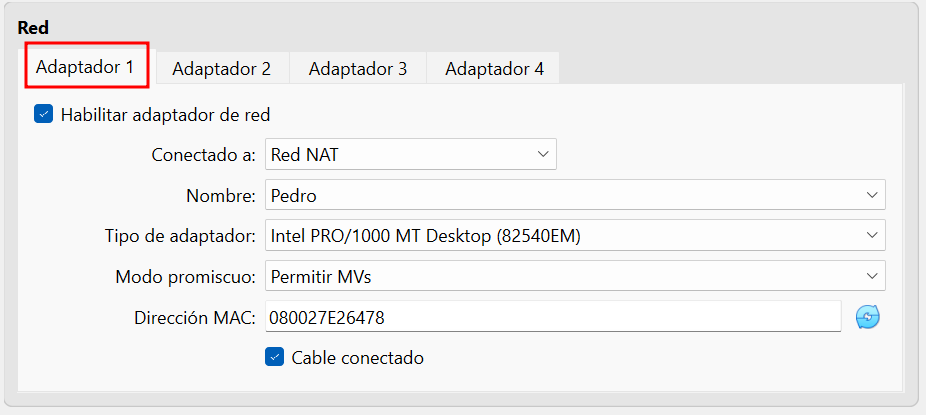 Red
Adaptador 1 Adaptador 2 Adaptador 3 Adaptador 4
Habilitar adaptador de red
Conectado a: Red NAT
Nombre: Pedro
Tipo de adaptador: Intel PRO/1000 MT Desktop (82540EM)
Modo promiscuo: Permitir MVs
Dirección MAC: 080027E26478
Cable conectado